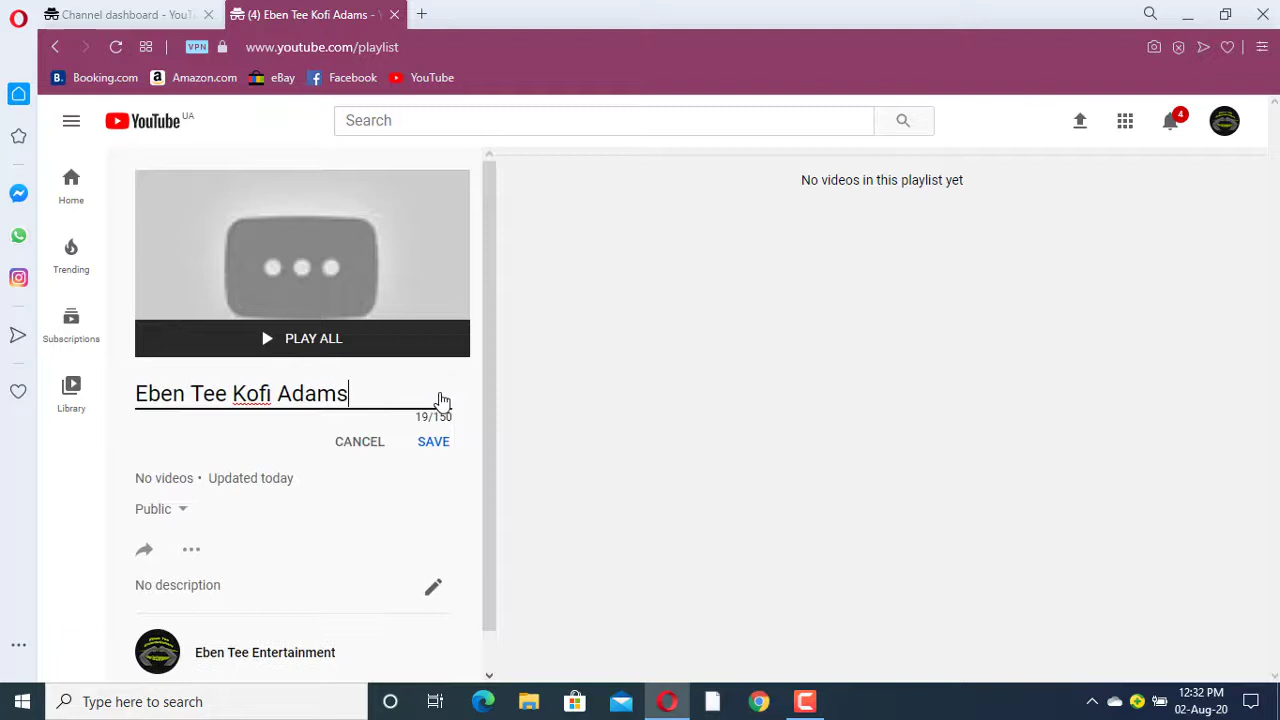 Channel dashboard - YouT
(4) Eben Tee Kofi Adams -
VPN
www.youtube.com/playlist
B.
Booking.com
a
Amazon.com
eBay
f
Facebook
YouTube
YouTube UA
Search
4
Home
Trending
Subscriptions
Library
PLAY ALL
No videos in this playlist yet
Eben Tee Kofi Adams
19/150
CANCEL
SAVE
No videos • Updated today
Public
No description
Eben Tee Entertainment
Type here to search
12:32 PM
02-Aug-20